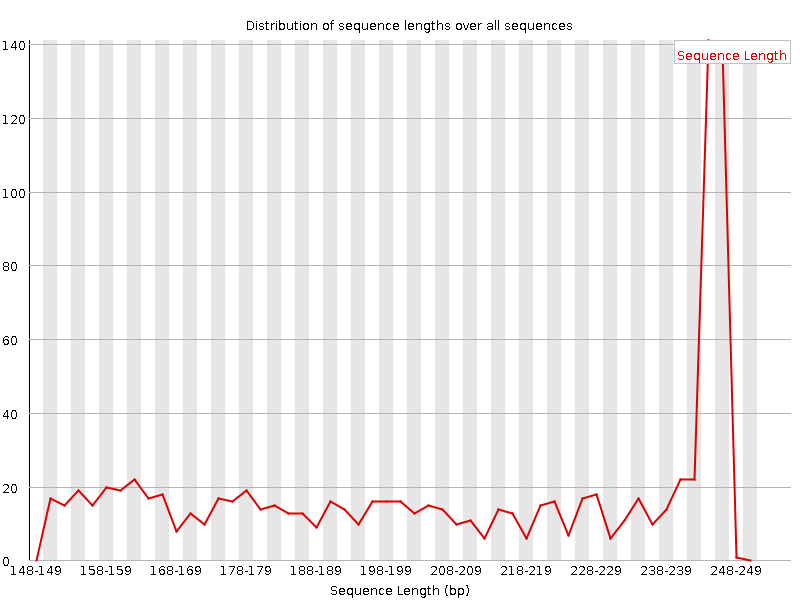 Distribution of sequence lengths over all sequences
Sequence Length
140
120
100
80
60
40
20
0
148-149 158-159 168-169 178-179 188-189 198-199 208-209 218-219 228-229 238-239 248-249
Sequence Length (bp)